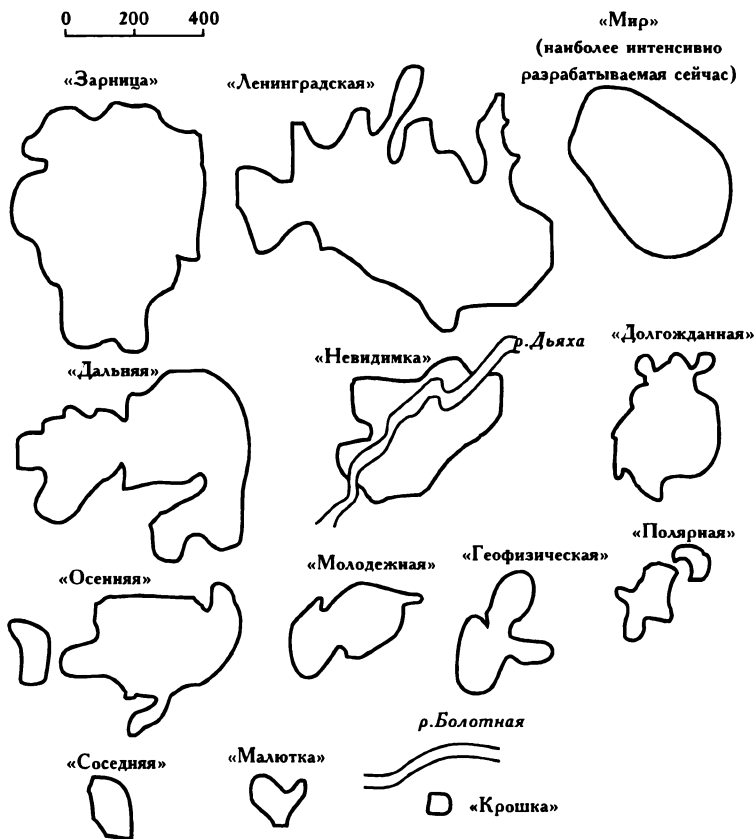 0 200 400
«Мир»
(наиболее интенсивно
разрабатываемая сейчас)
«Зарница»
«Ленинградская»
«Дальняя»
«Невидимка»
р.Дьяха
«Долгожданная»
«Осенняя»
«Молодежная»
«Геофизическая»
«Полярная»
р.Болотная
«Соседняя»
«Малютка»
«Крошка»